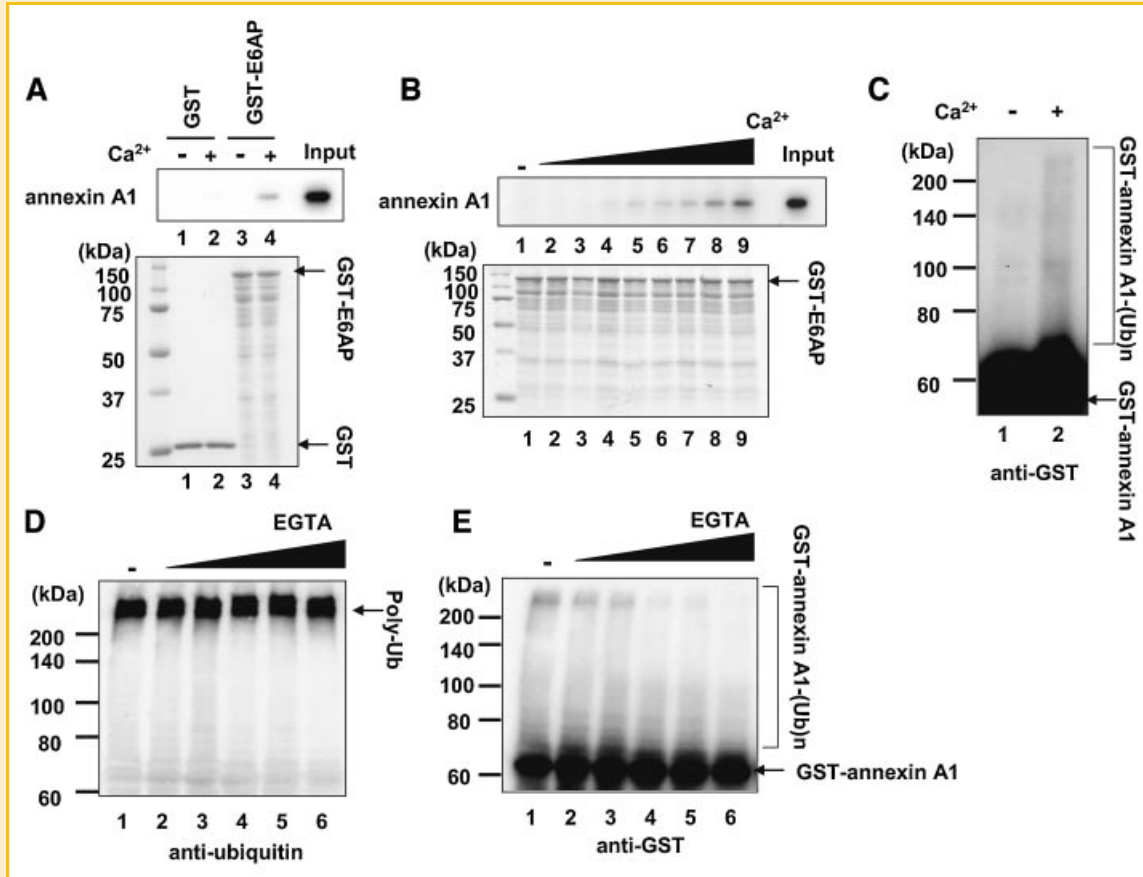 A
GST
GST-E6AP
Ca2+ - + - + Input
annexin A1
1 2 3 4
(kDa)
150
100
75
50
37
25
GST-E6AP
GST
1 2 3 4
B
Ca2+
- Input
annexin A1
1 2 3 4 5 6 7 8 9
(kDa)
150
100
75
50
37
25
GST-E6AP
1 2 3 4 5 6 7 8 9
C
Ca2+ - +
(kDa)
200
140
100
80
60
GST-annexin A1-(Ub)n
GST-annexin A1
1 2
anti-GST
D
EGTA
-
(kDa)
200
140
100
80
60
Poly-Ub
1 2 3 4 5 6
anti-ubiquitin
E
EGTA
-
(kDa)
200
140
100
80
60
GST-annexin A1-(Ub)n
GST-annexin A1
1 2 3 4 5 6
anti-GST